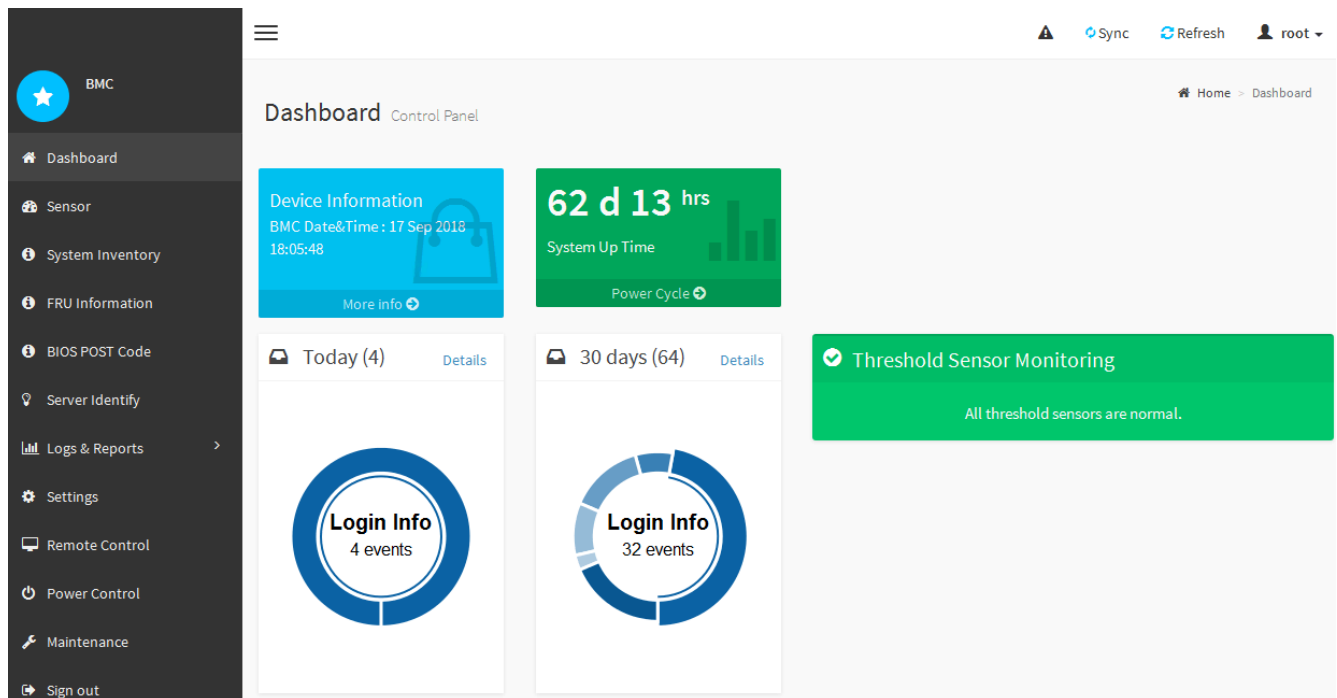 Sync
Refresh
root
BMC
Home > Dashboard
Dashboard Control Panel
Dashboard
Sensor
System Inventory
FRU Information
BIOS POST Code
Server Identify
Logs & Reports
Settings
Remote Control
Power Control
Maintenance
Sign out
Device Information
BMC Date&Time : 17 Sep 2018
18:05:48
More info
62 d 13 hrs
System Up Time
Power Cycle
Today (4) Details
Login Info
4 events
30 days (64) Details
Login Info
32 events
Threshold Sensor Monitoring
All threshold sensors are normal.